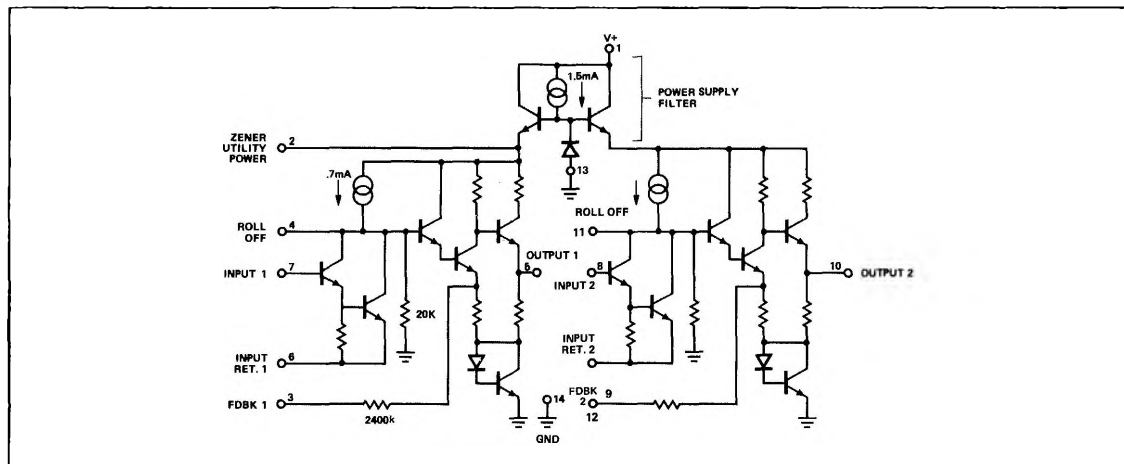 V+
1
1.5mA
POWER SUPPLY
FILTER
ZENER
UTILITY
POWER
2
13
.7mA
ROLL OFF
11
ROLL
OFF
4
OUTPUT 1
5
10
OUTPUT 2
INPUT 1
7
8
INPUT 2
20K
INPUT
RET. 1
6
INPUT
RET. 2
FDBK 1
3
2400k
14
GND
FDBK
2
9
12